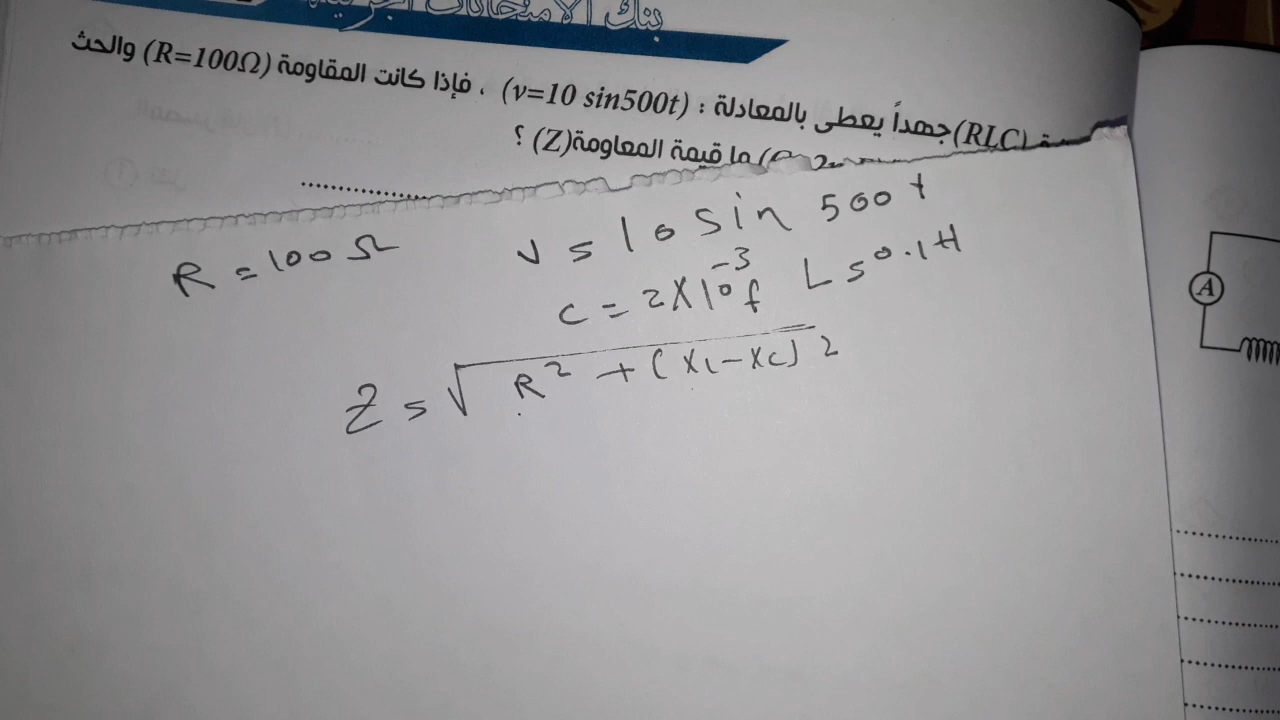 بنك الامتحانات
(RLC) جهداً يعطى بالمعادلة : (v=10 sin500t) ، فإذا كانت المقاومة (R=100Ω) والحث
ما قيمة المعاومة(Z) ؟
R = 100 Ω
v = 10 sin 500 t
c = 2 X 10⁻³ f L = 0.1 H
Z = √R² + (XL - XC)²
A